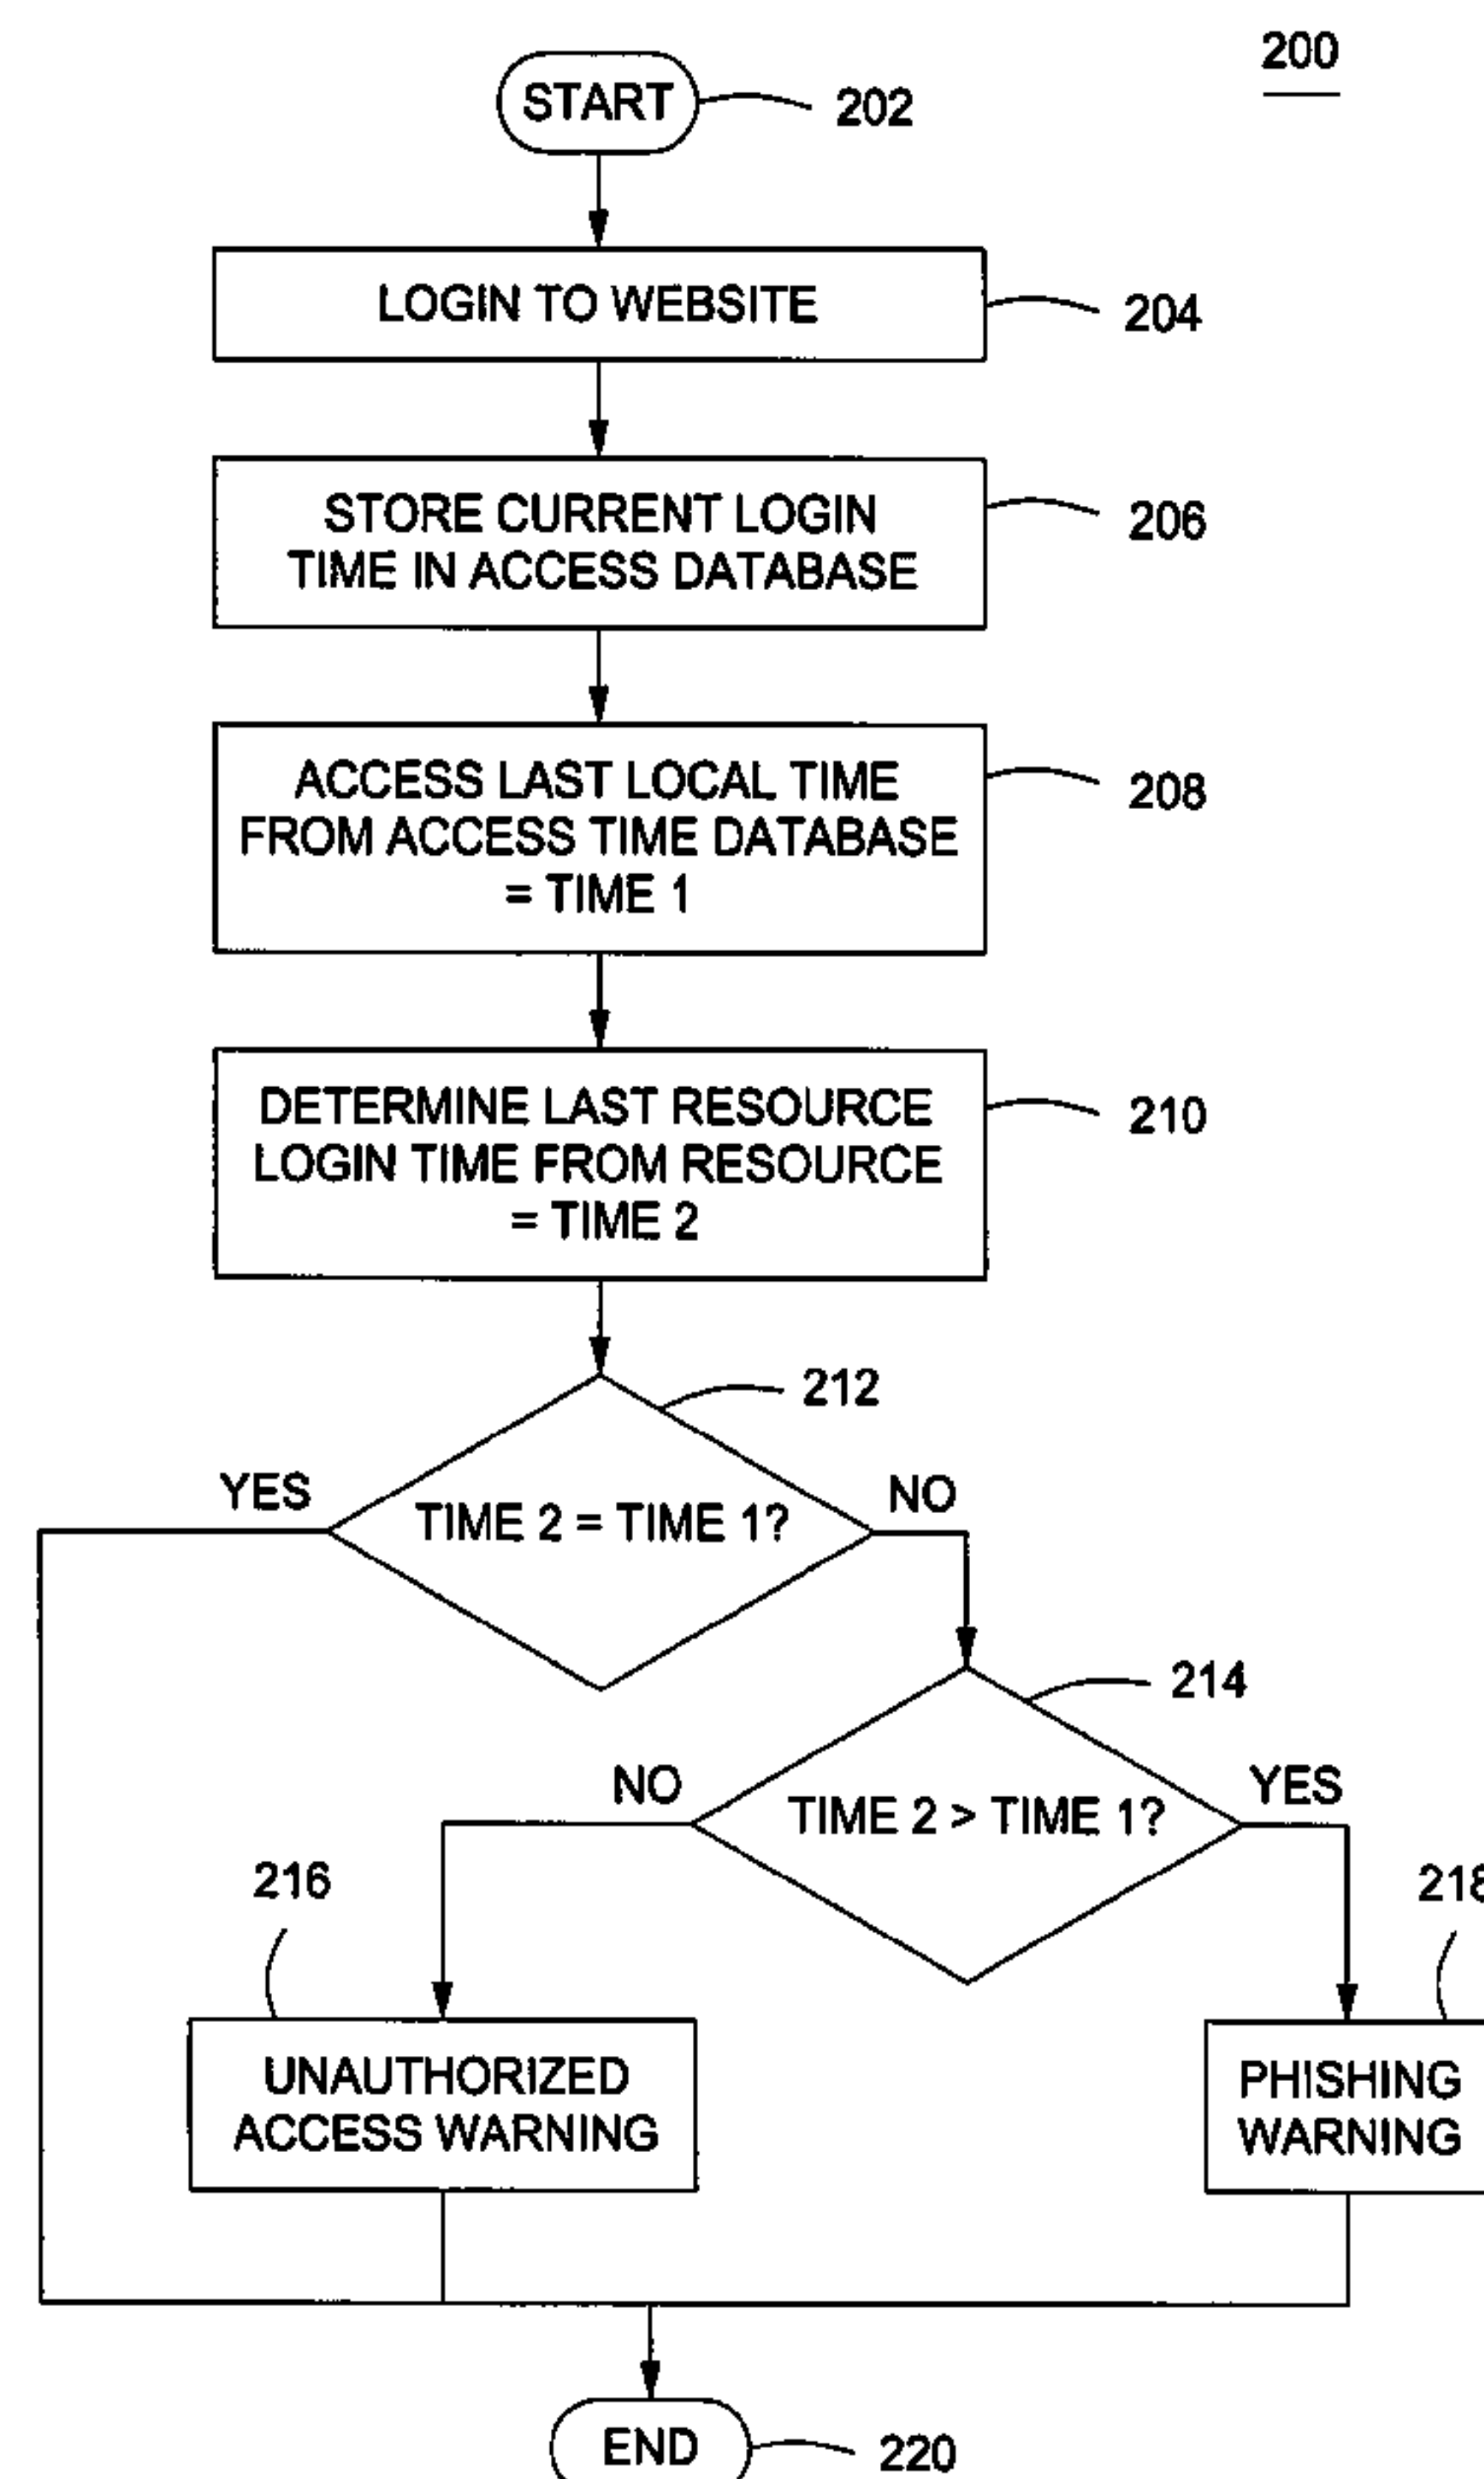 200
START
202
LOGIN TO WEBSITE
204
STORE CURRENT LOGIN
TIME IN ACCESS DATABASE
206
ACCESS LAST LOCAL TIME
FROM ACCESS TIME DATABASE
= TIME 1
208
DETERMINE LAST RESOURCE
LOGIN TIME FROM RESOURCE
= TIME 2
210
212
YES
TIME 2 = TIME 1?
NO
214
NO
TIME 2 > TIME 1?
YES
216
218
UNAUTHORIZED
ACCESS WARNING
PHISHING
WARNING
END
220